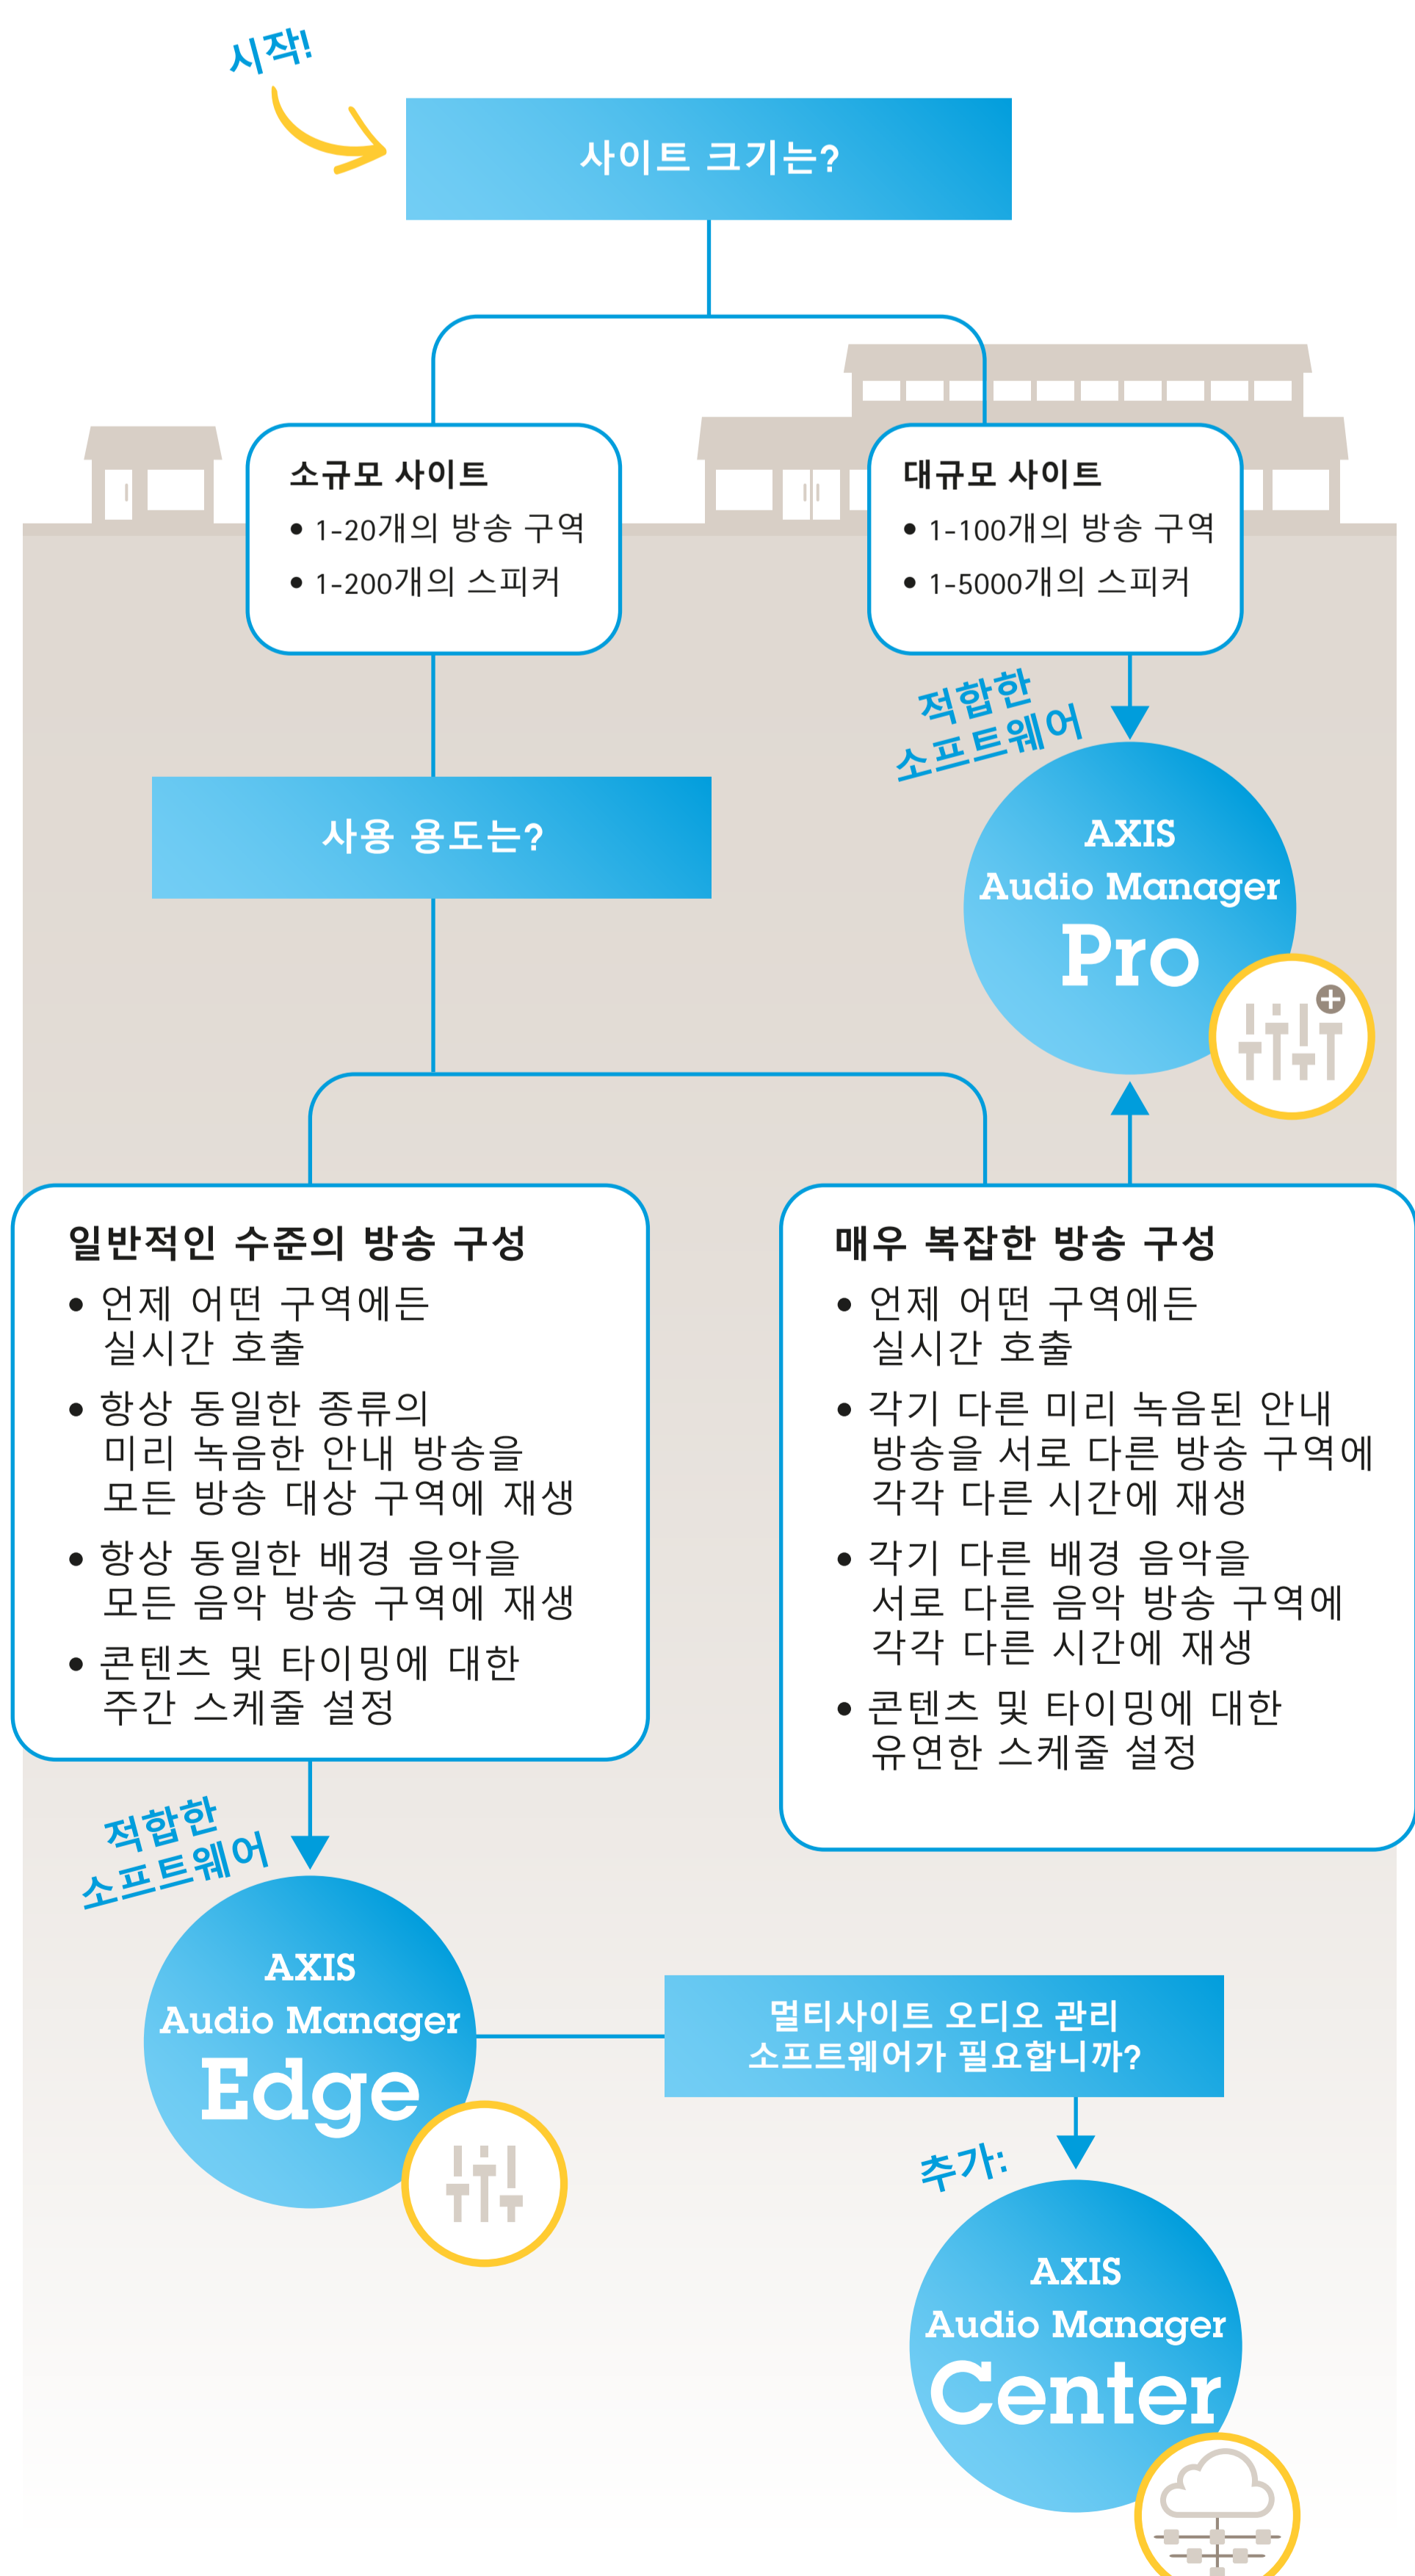 시작!
사이트 크기는?
소규모 사이트
• 1-20개의 방송 구역
• 1-200개의 스피커
대규모 사이트
• 1-100개의 방송 구역
• 1-5000개의 스피커
적합한
소프트웨어
AXIS
Audio Manager
Pro
사용 용도는?
일반적인 수준의 방송 구성
• 언제 어떤 구역에든
실시간 호출
• 항상 동일한 종류의
미리 녹음한 안내 방송을
모든 방송 대상 구역에 재생
• 항상 동일한 배경 음악을
모든 음악 방송 구역에 재생
• 콘텐츠 및 타이밍에 대한
주간 스케줄 설정
매우 복잡한 방송 구성
• 언제 어떤 구역에든
실시간 호출
• 각기 다른 미리 녹음된 안내
방송을 서로 다른 방송 구역에
각각 다른 시간에 재생
• 각기 다른 배경 음악을
서로 다른 음악 방송 구역에
각각 다른 시간에 재생
• 콘텐츠 및 타이밍에 대한
유연한 스케줄 설정
적합한
소프트웨어
AXIS
Audio Manager
Edge
멀티사이트 오디오 관리
소프트웨어가 필요합니까?
추가:
AXIS
Audio Manager
Center